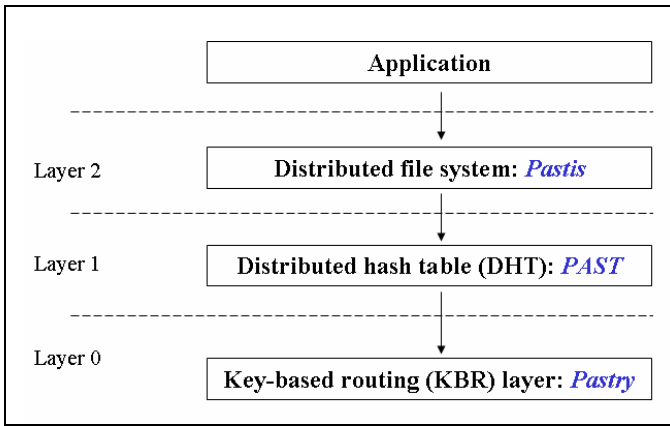 Application
Layer 2
Distributed file system: Pastis
Layer 1
Distributed hash table (DHT): PAST
Layer 0
Key-based routing (KBR) layer: Pastry